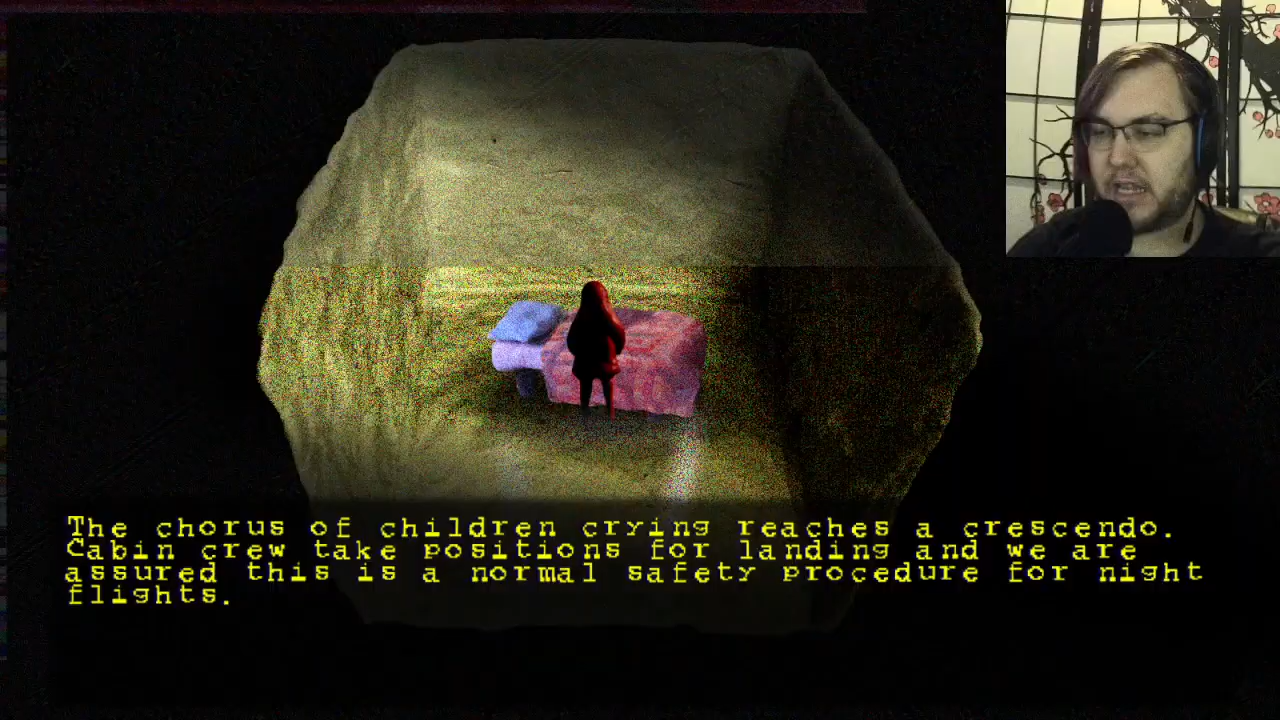 The chorus of children crying reaches a crescendo.
Cabin crew take positions for landing and we are
assured this is a normal safety procedure for night
flights.